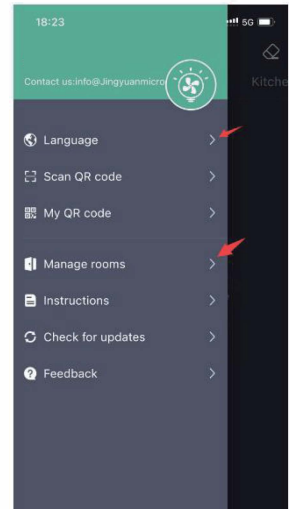 18:23
5G
Contact us:info@Jingyuanmicro
Kitche
Language
Scan QR code
My QR code
Manage rooms
Instructions
Check for updates
Feedback